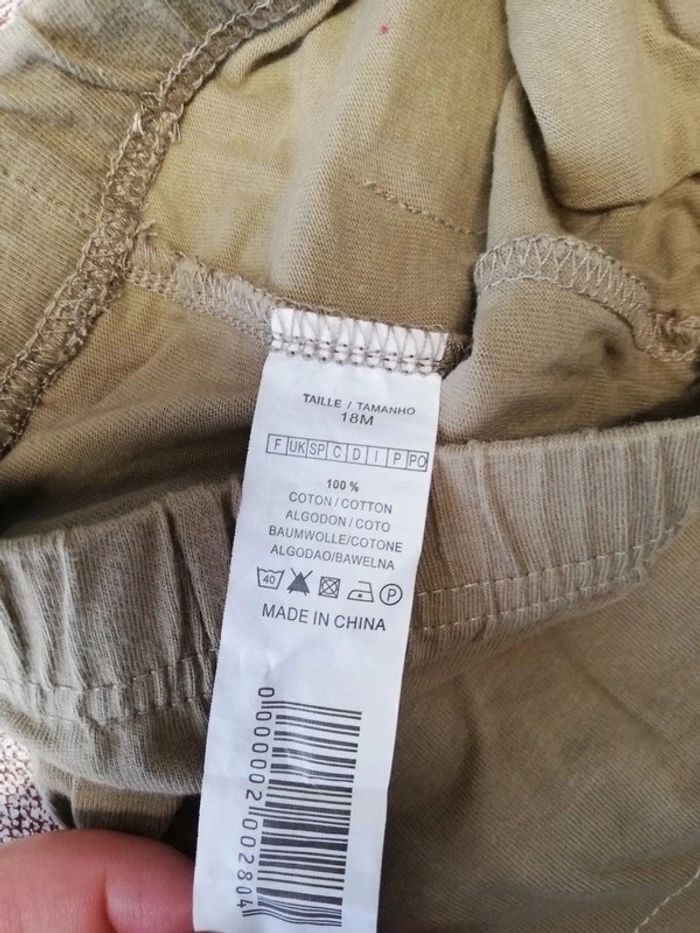 TAILLE / TAMANHO
18M
F UK SP C D I P PO
100 %
COTON / COTTON
ALGODON / COTO
BAUMWOLLE/COTONE
ALGODAO/BAWELNA
40 P
MADE IN CHINA
0000002002804